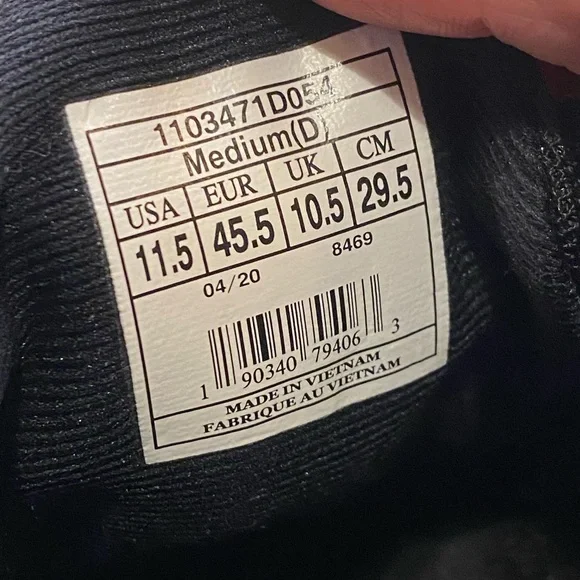 1103471D054
Medium(D)
USA EUR UK CM
11.5 45.5 10.5 29.5
04/20 8469
1 90340 79406 3
MADE IN VIETNAM
FABRIQUE AU VIETNAM